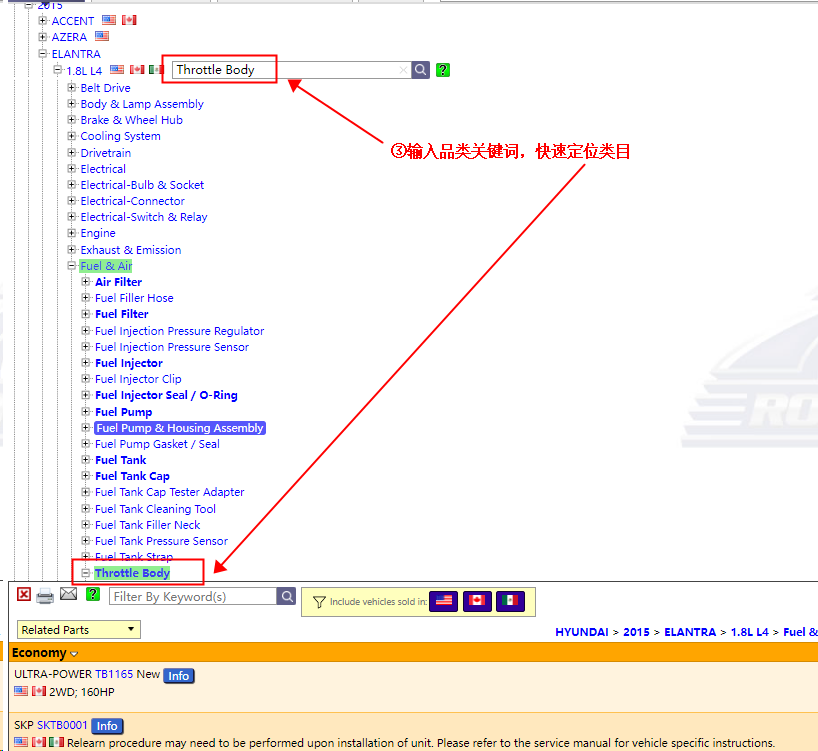 2015
ACCENT
AZERA
ELANTRA
1.8L L4
Throttle Body
×
?
Belt Drive
Body & Lamp Assembly
Brake & Wheel Hub
③输入品类关键词，快速定位类目
Cooling System
Drivetrain
Electrical
Electrical-Bulb & Socket
Electrical-Connector
Electrical-Switch & Relay
Engine
Exhaust & Emission
Fuel & Air
Air Filter
Fuel Filler Hose
Fuel Filter
Fuel Injection Pressure Regulator
Fuel Injection Pressure Sensor
Fuel Injector
Fuel Injector Clip
Fuel Injector Seal / O-Ring
Fuel Pump
Fuel Pump & Housing Assembly
Fuel Pump Gasket / Seal
Fuel Tank
Fuel Tank Cap
Fuel Tank Cap Tester Adapter
Fuel Tank Cleaning Tool
Fuel Tank Filler Neck
Fuel Tank Pressure Sensor
Fuel Tank Strap
Throttle Body
? Filter By Keyword(s) Include vehicles sold in:
Related Parts
HYUNDAI > 2015 > ELANTRA > 1.8L L4 > Fuel &
Economy
ULTRA-POWER TB1165 New Info
2WD; 160HP
SKP SKTB0001 Info
Relearn procedure may need to be performed upon installation of unit. Please refer to the service manual for vehicle specific instructions.